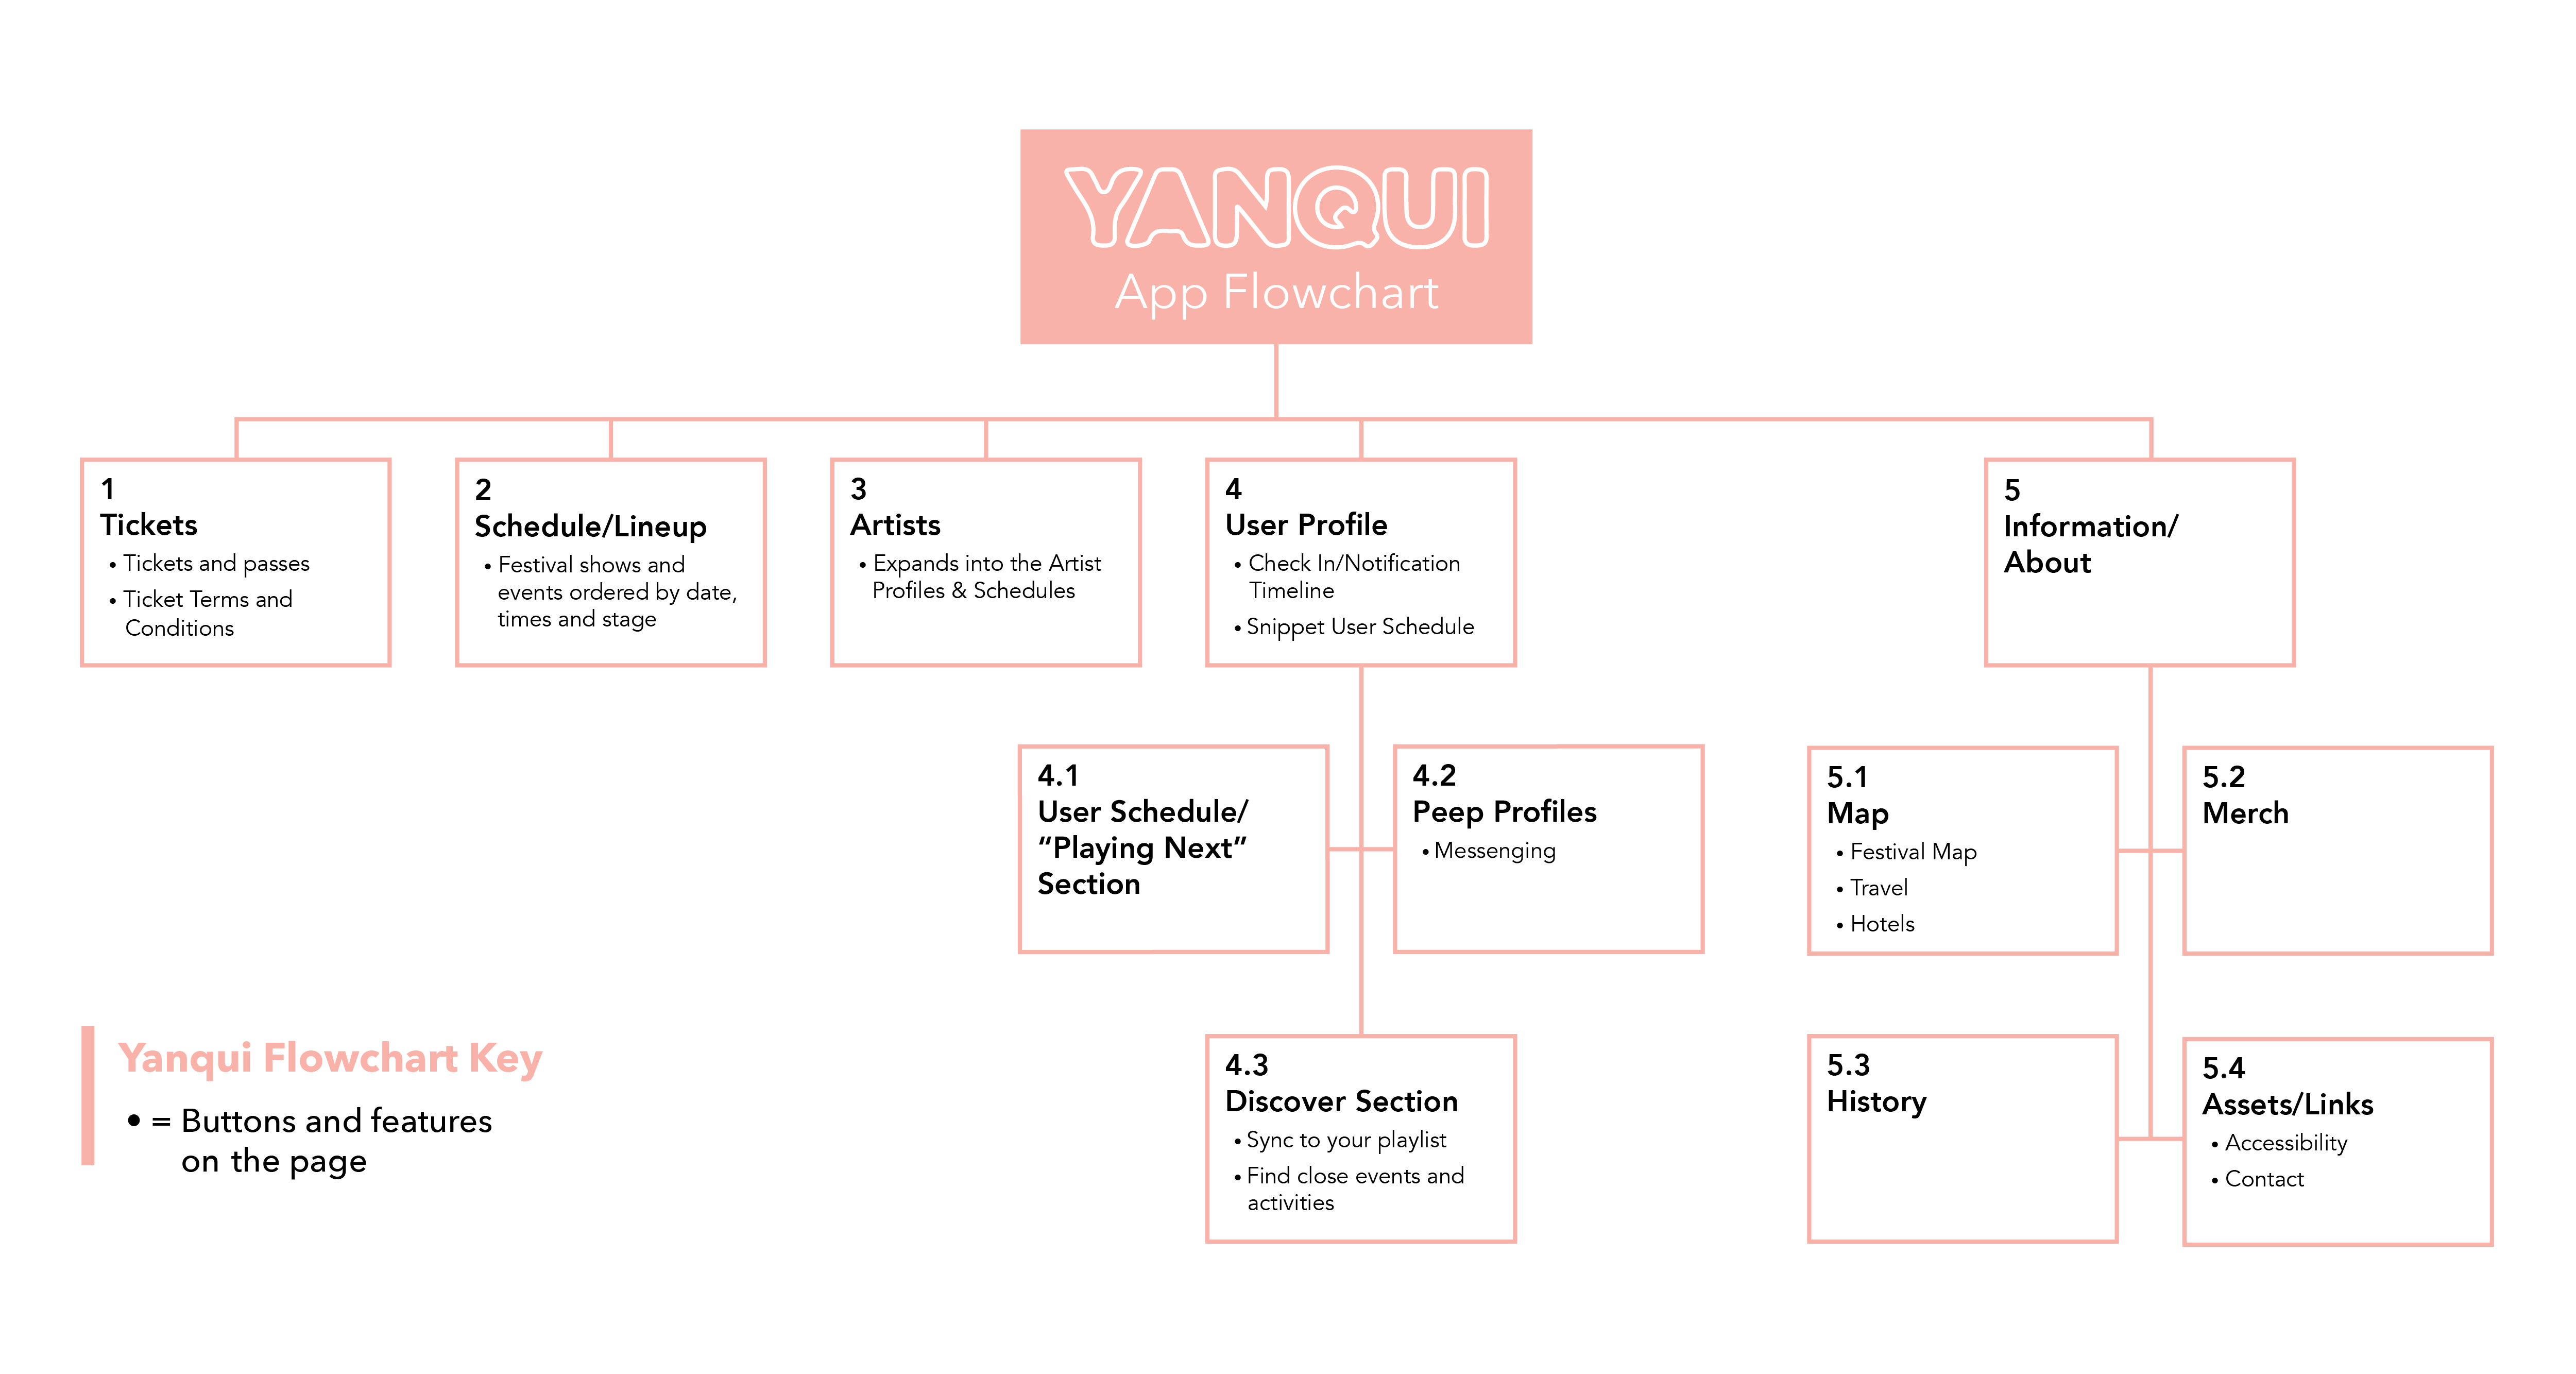 YANQUI
App Flowchart
1
Tickets
• Tickets and passes
• Ticket Terms and
Conditions
2
Schedule/Lineup
• Festival shows and
events ordered by date,
times and stage
3
Artists
• Expands into the Artist
Profiles & Schedules
4
User Profile
• Check In/Notification
Timeline
• Snippet User Schedule
5
Information/
About
4.1
User Schedule/
“Playing Next”
Section
4.2
Peep Profiles
• Messenging
5.1
Map
• Festival Map
• Travel
• Hotels
5.2
Merch
4.3
Discover Section
• Sync to your playlist
• Find close events and
activities
5.3
History
5.4
Assets/Links
• Accessibility
• Contact
Yanqui Flowchart Key
• = Buttons and features
on the page